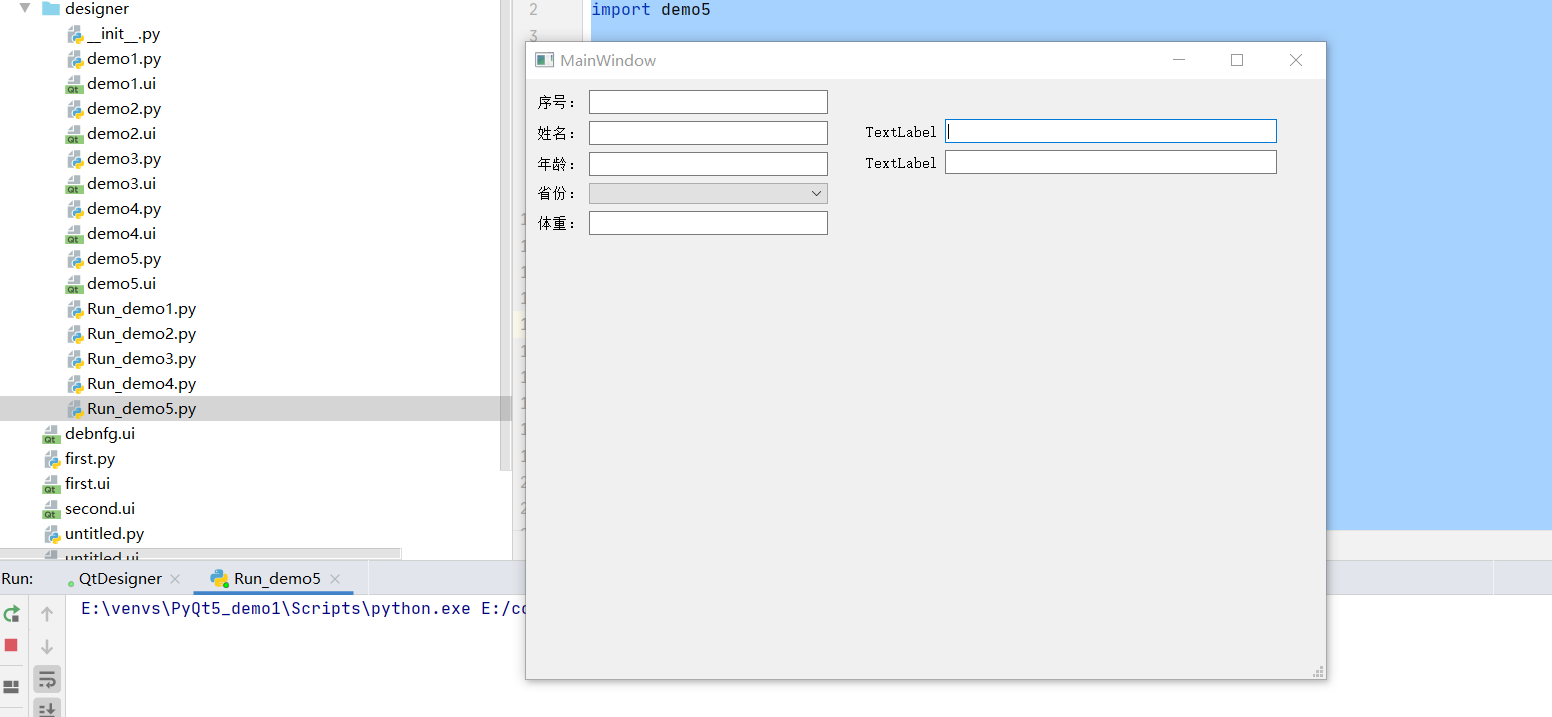 designer
__init__.py
demo1.py
demo1.ui
demo2.py
demo2.ui
demo3.py
demo3.ui
demo4.py
demo4.ui
demo5.py
demo5.ui
Run_demo1.py
Run_demo2.py
Run_demo3.py
Run_demo4.py
Run_demo5.py
debnfg.ui
first.py
first.ui
second.ui
untitled.py
untitled.ui
2 import demo5
3
MainWindow
序号：
姓名：
年龄：
省份：
体重：
TextLabel
TextLabel
Run: QtDesigner Run_demo5
E:\venvs\PyQt5_demo1\Scripts\python.exe E:/co